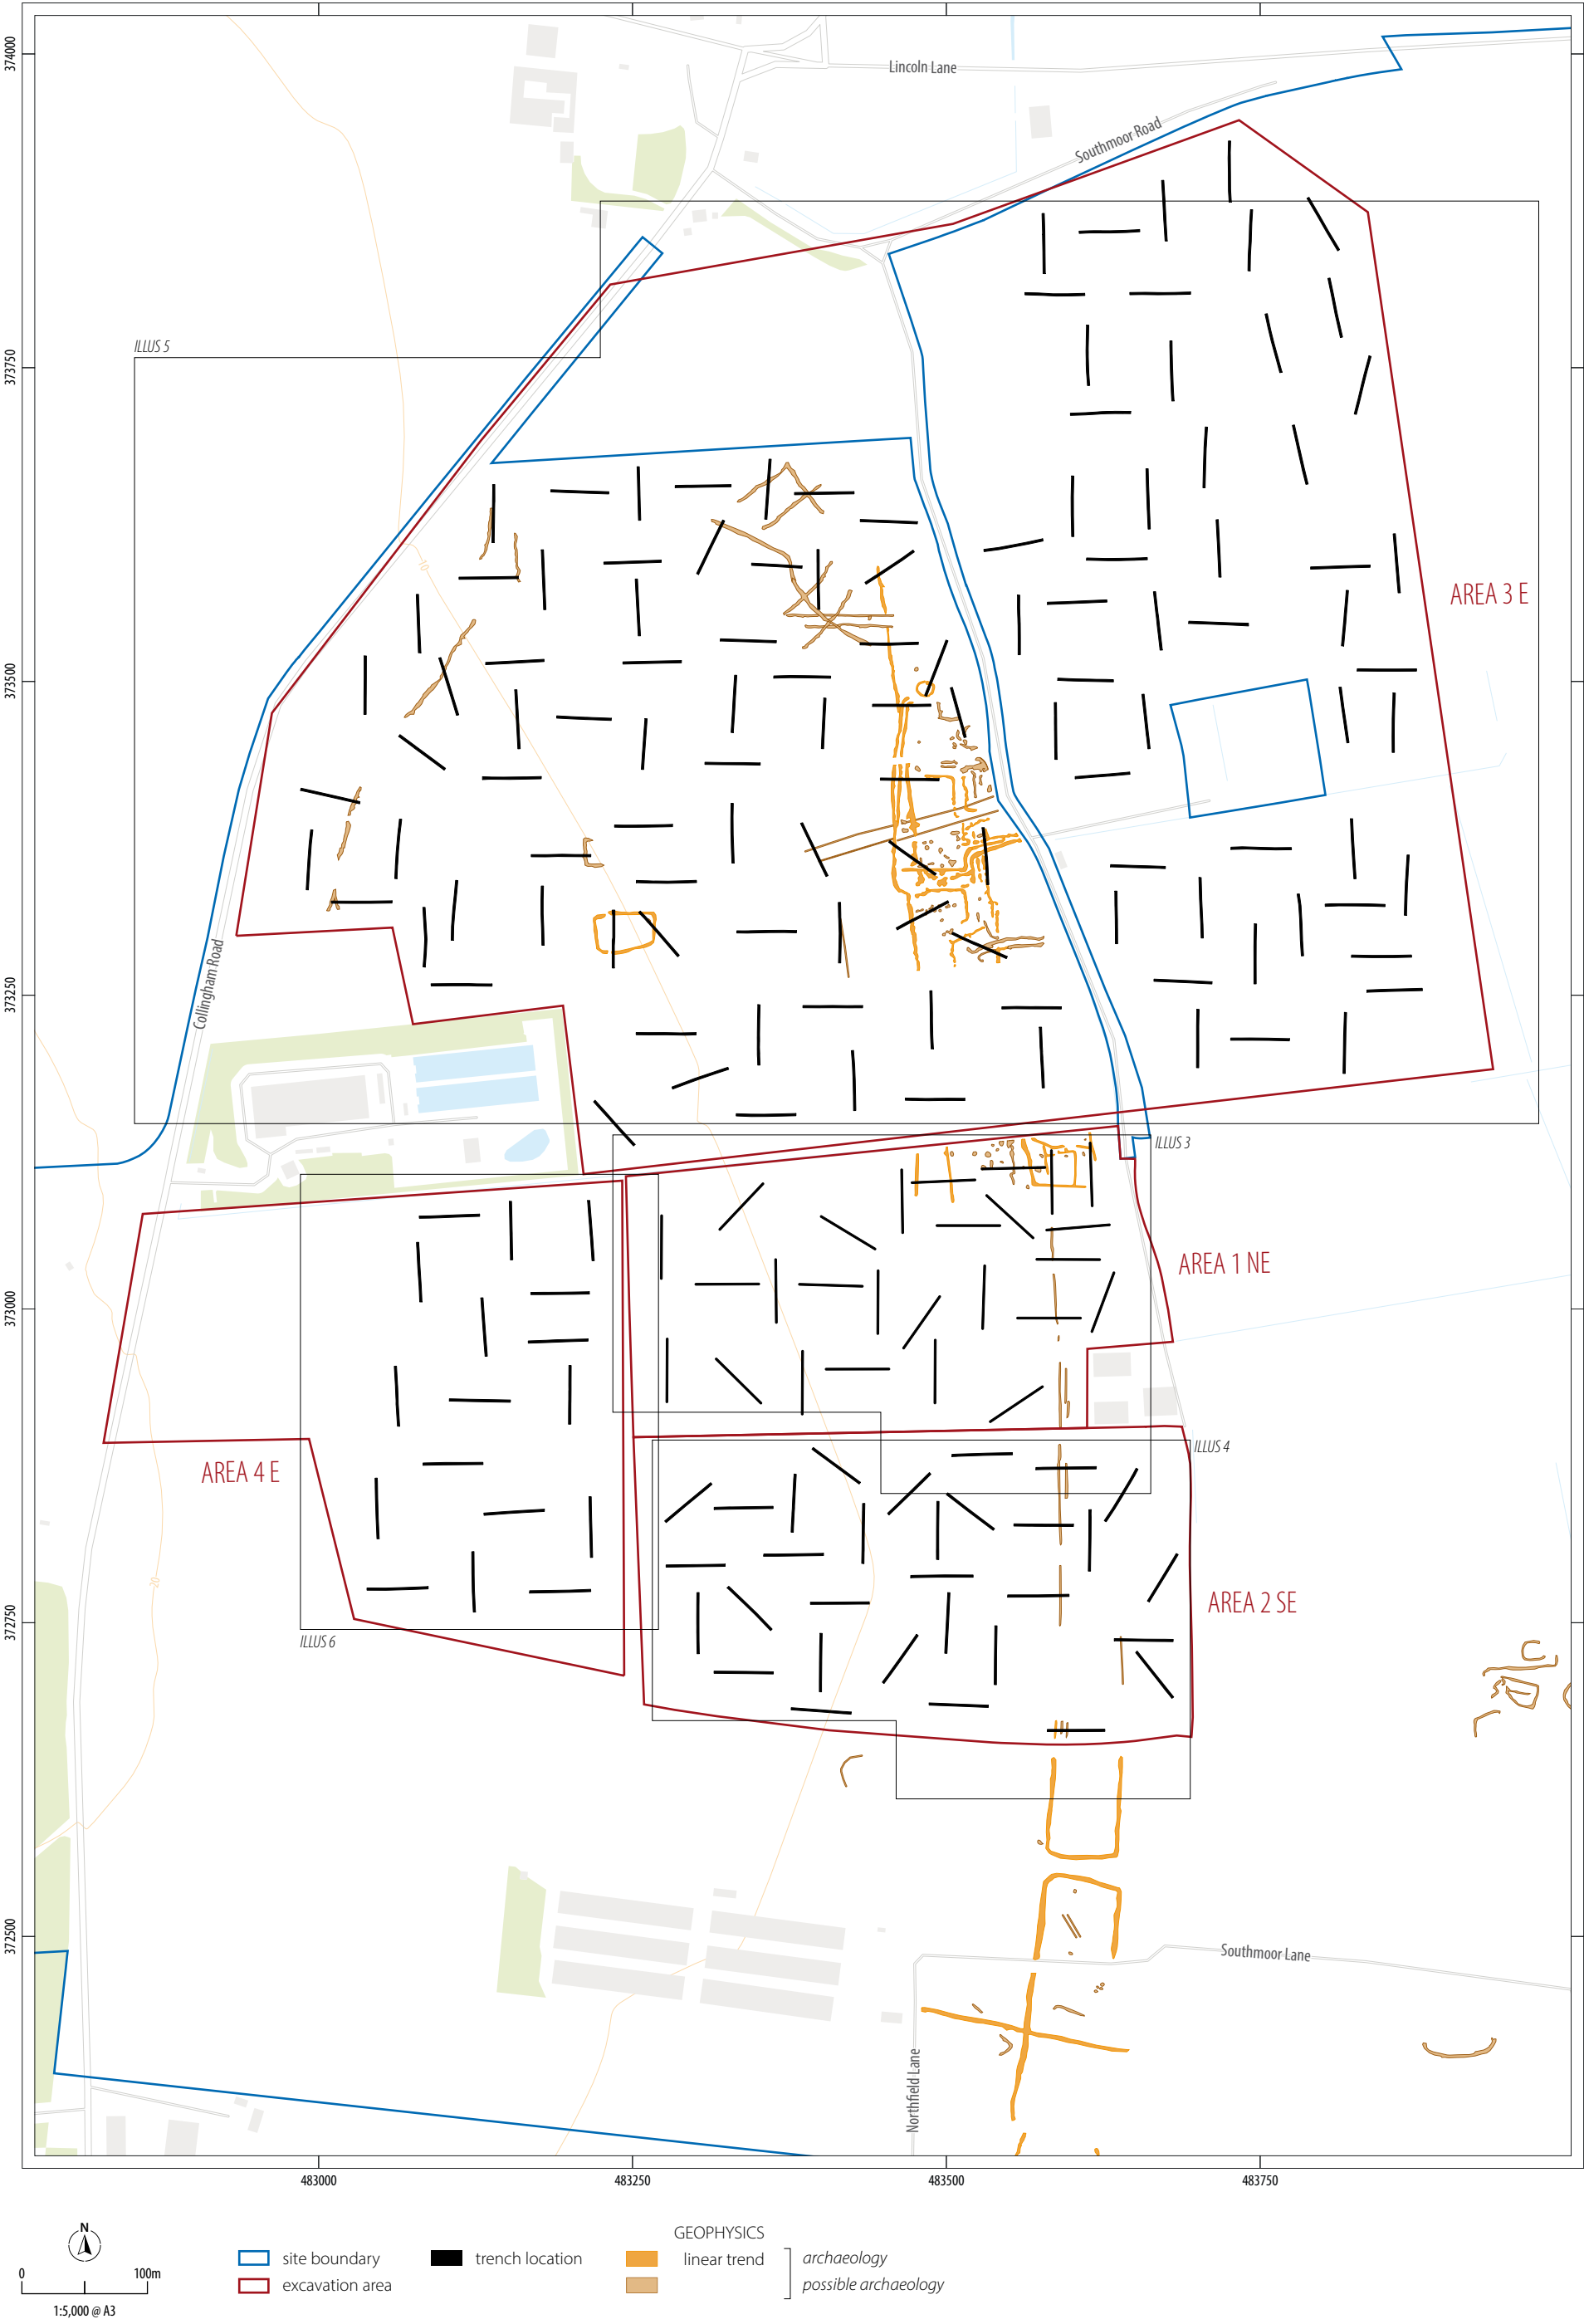 374000
Lincoln Lane
Southmoor Road
ILLUS 5
373750
10
AREA 3 E
373500
Collingham Road
373250
ILLUS 3
AREA 1 NE
373000
ILLUS 4
AREA 4 E
20
AREA 2 SE
372750
ILLUS 6
372500
Southmoor Lane
Northfield Lane
483000
483250
483500
483750
N
0
100m
1:5,000 @ A3
site boundary
excavation area
trench location
GEOPHYSICS
linear trend
archaeology
possible archaeology